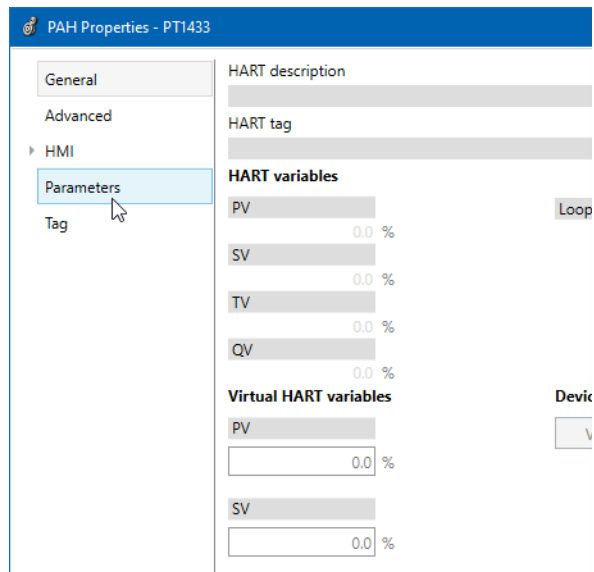 PAH Properties - PT1433
General
Advanced
HMI
Parameters
Tag
HART description
HART tag
HART variables
PV
Loop
0.0 %
SV
0.0 %
TV
0.0 %
QV
0.0 %
Virtual HART variables
Devic
PV
V
0.0 %
SV
0.0 %